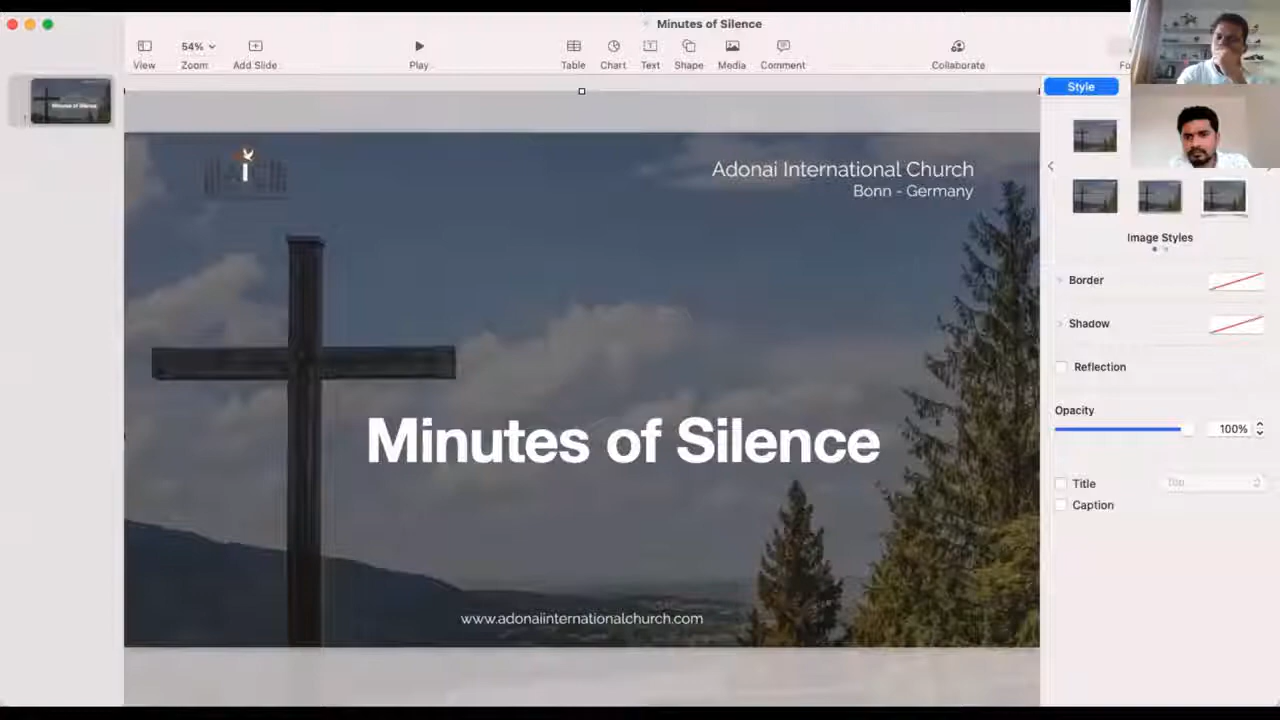 Minutes of Silence
54%
View
Zoom
Add Slide
Play
Table
Chart
Text
Shape
Media
Comment
Collaborate
Style
Minutes of Silence
Adonai International Church
Bonn - Germany
Image Styles
Border
Shadow
Reflection
Opacity
100%
Minutes of Silence
Title
Top
Caption
www.adonaiinternationalchurch.com